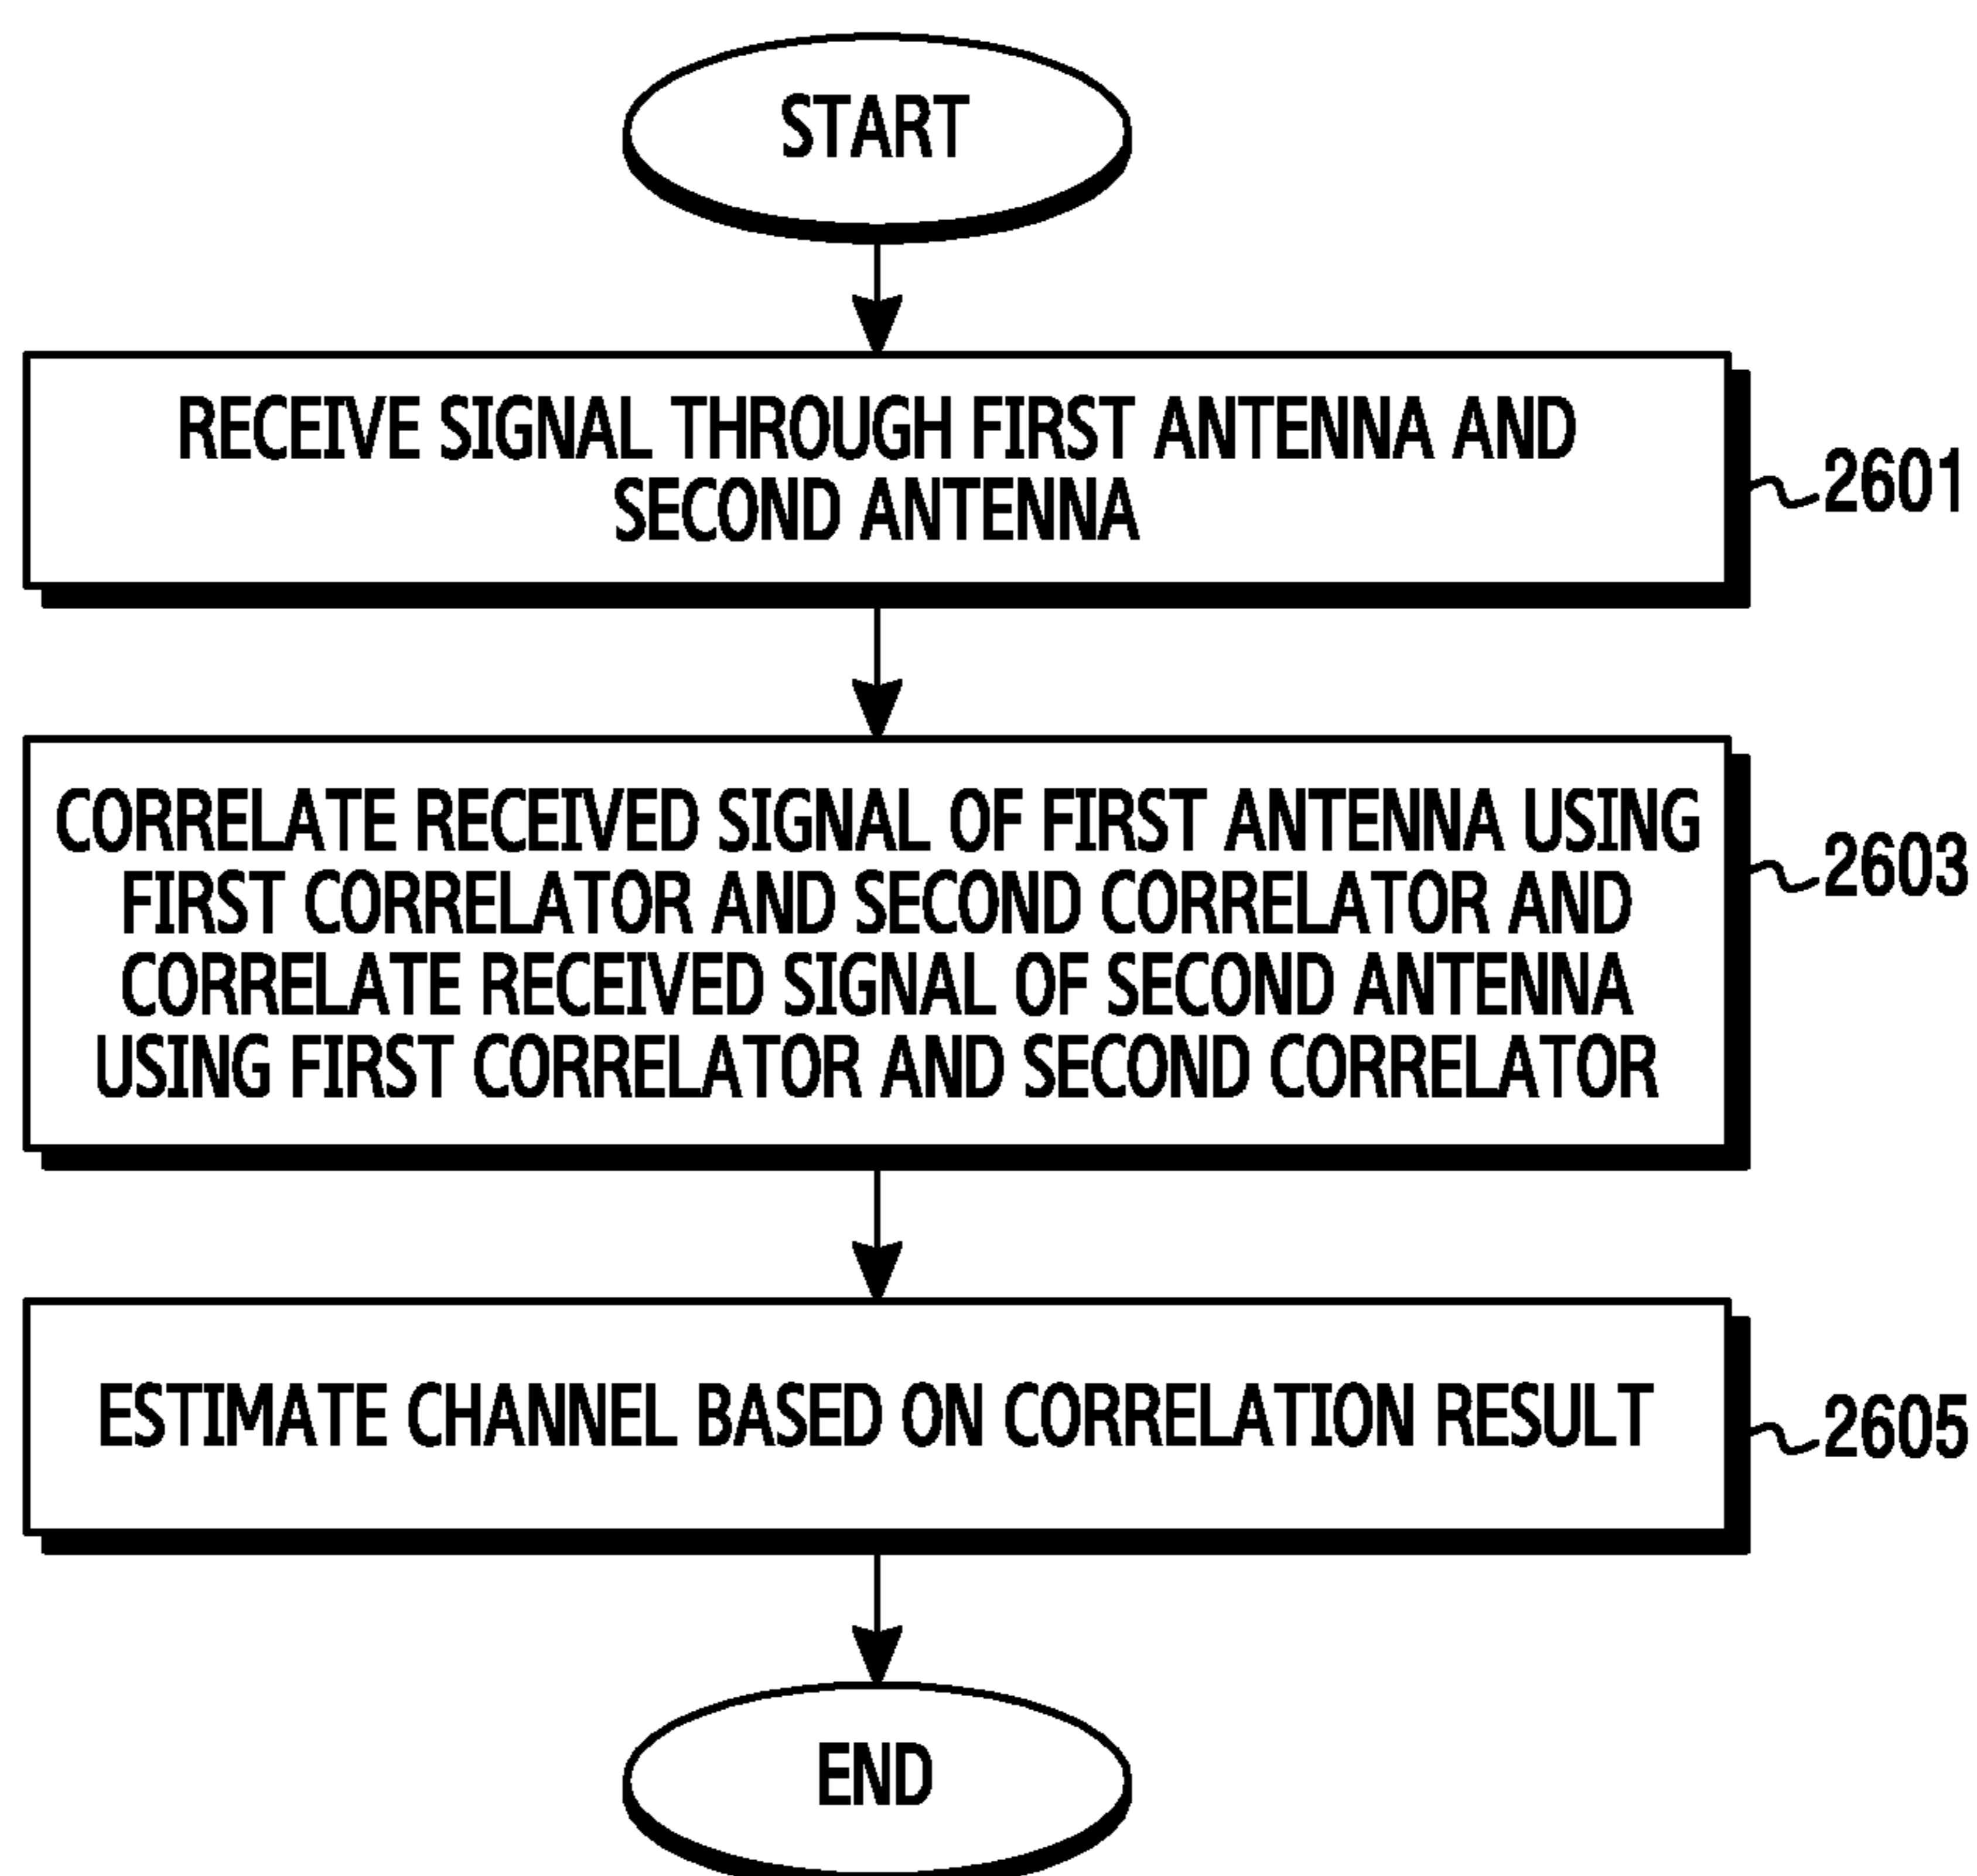 START
RECEIVE SIGNAL THROUGH FIRST ANTENNA AND
SECOND ANTENNA
2601
CORRELATE RECEIVED SIGNAL OF FIRST ANTENNA USING
FIRST CORRELATOR AND SECOND CORRELATOR AND
CORRELATE RECEIVED SIGNAL OF SECOND ANTENNA
USING FIRST CORRELATOR AND SECOND CORRELATOR
2603
ESTIMATE CHANNEL BASED ON CORRELATION RESULT
2605
END